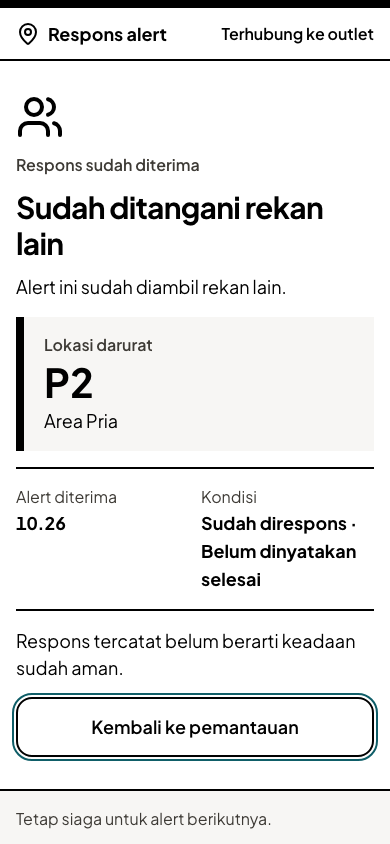 Respons alert
Terhubung ke outlet
Respons sudah diterima
Sudah ditangani rekan
lain
Alert ini sudah diambil rekan lain.
Lokasi darurat
P2
Area Pria
Alert diterima
10.26
Kondisi
Sudah direspons ·
Belum dinyatakan
selesai
Respons tercatat belum berarti keadaan
sudah aman.
Kembali ke pemantauan
Tetap siaga untuk alert berikutnya.